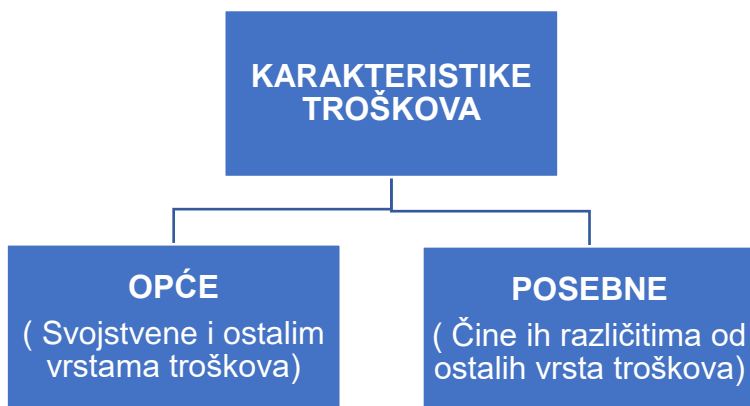 KARAKTERISTIKE
TROŠKOVA
OPĆE
( Svojstvene i ostalim
vrstama troškova)
POSEBNE
( Čine ih različitima od
ostalih vrsta troškova)